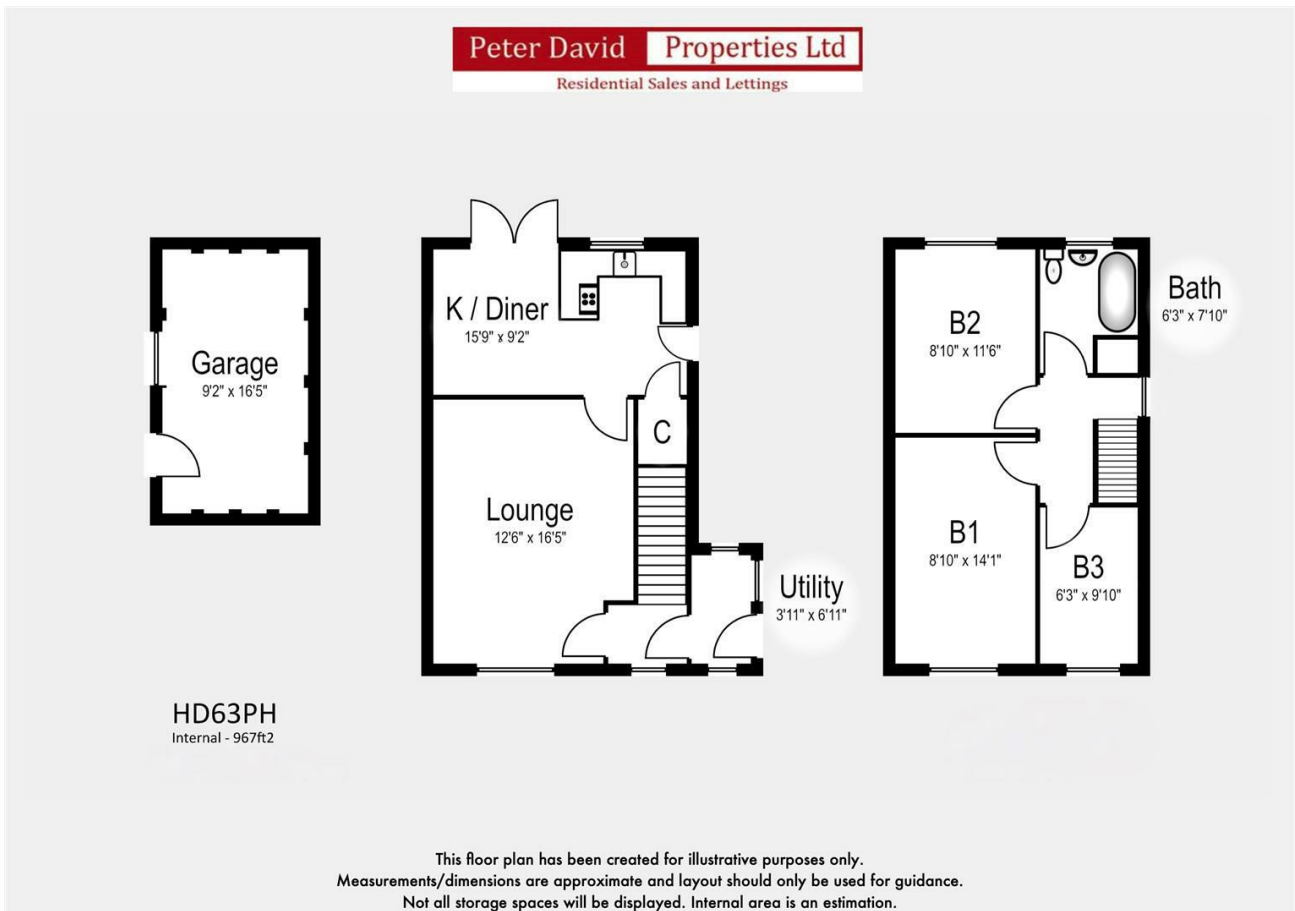 Peter David Properties Ltd
Residential Sales and Lettings
Garage
9'2" x 16'5"
K / Diner
15'9" x 9'2"
C
Lounge
12'6" x 16'5"
Utility
3'11" x 6'11"
B2
8'10" x 11'6"
Bath
6'3" x 7'10"
B1
8'10" x 14'1"
B3
6'3" x 9'10"
HD63PH
Internal - 967ft2
This floor plan has been created for illustrative purposes only.
Measurements/dimensions are approximate and layout should only be used for guidance.
Not all storage spaces will be displayed. Internal area is an estimation.